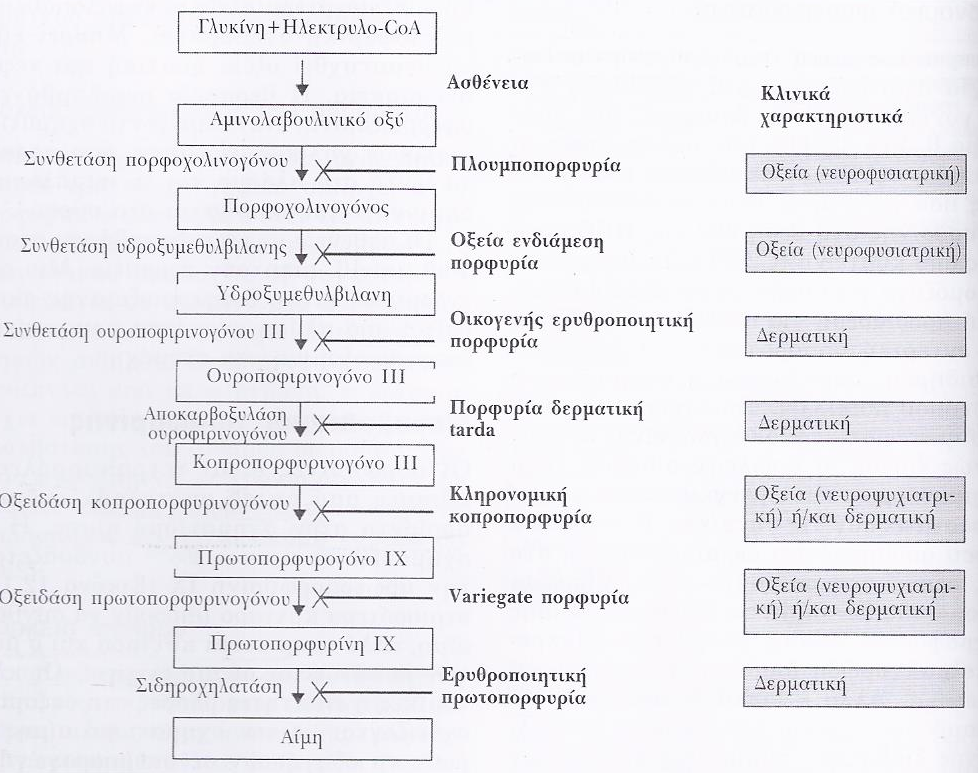 Γλυκίνη+Ηλεκτρυλο-CoA
Ασθένεια
Κλινικά
χαρακτηριστικά
Αμινολαβουλινικό οξύ
Συνθετάση πορφοχολινογόνου
Πλουμποπορφυρία
Οξεία (νευροφυσιατρική)
Πορφοχολινογόνος
Συνθετάση υδροξυμεθυλβιλανης
Οξεία ενδιάμεση
πορφυρία
Οξεία (νευροφυσιατρική)
Υδροξυμεθυλβιλανη
Συνθετάση ουροποφιρινογόνου III
Οικογενής ερυθροποιητική
πορφυρία
Δερματική
Ουροποφιρινογόνο III
Αποκαρβοξυλάση
ουροφιρινογόνου
Πορφυρία δερματική
tarda
Δερματική
Κοπροπορφυρινογόνο III
Οξειδάση κοπροπορφυρινογόνου
Κληρονομική
κοπροπορφυρία
Οξεία (νευροψυχιατρι-
κή) ή/και δερματική
Πρωτοπορφυρογόνο IX
Οξειδάση πρωτοπορφυρινογόνου
Variegate πορφυρία
Οξεία (νευροψυχιατρι-
κή) ή/και δερματική
Πρωτοπορφυρίνη IX
Σιδηροχηλατάση
Ερυθροποιητική
πρωτοπορφυρία
Δερματική
Αίμη